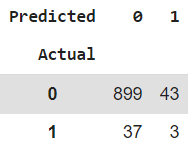 Predicted 0 1
Actual
0 899 43
1 37 3